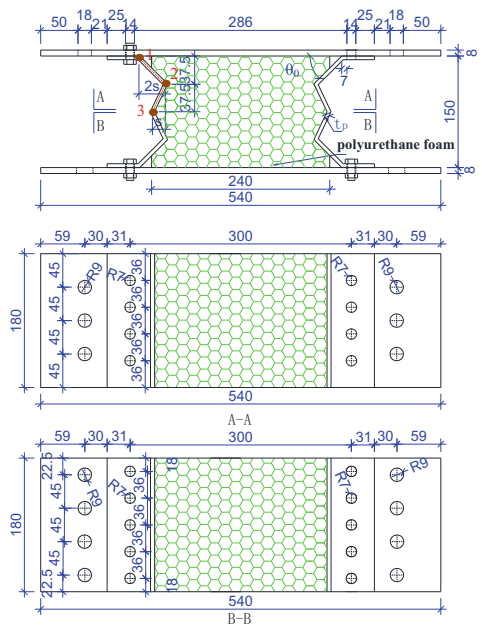 50 18 21 25 14 286 14 25 21 18 50
1 37.5 θ₀ 8
2 7
A 2s A
3 37.5 150
B s tp B
polyurethane foam
8
240
540
59 30 31 300 31 30 59
45 R9 R7 36 R7 R9
36
180 45
36
45 36
540
A-A
59 30 31 300 31 30 59
22.5 18 R9
45 R9 R7 36 R7
180 45 36
36
45 36
22.5 18
540
B-B